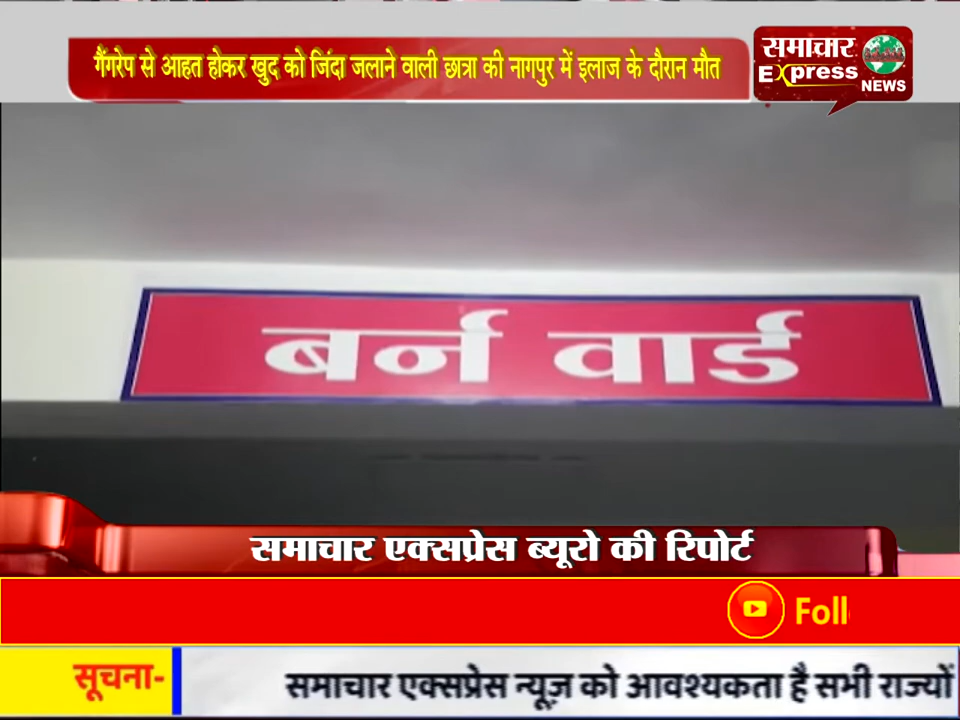 गैंगरेप से आहत होकर खुद को जिंदा जलाने वाली छात्रा की नागपुर में इलाज के दौरान मौत
समाचार
Express
NEWS
बर्न वार्ड
समाचार एक्सप्रेस ब्यूरो की रिपोर्ट
Foll
सूचना-
समाचार एक्सप्रेस न्यूज़ को आवश्यकता है सभी राज्यों